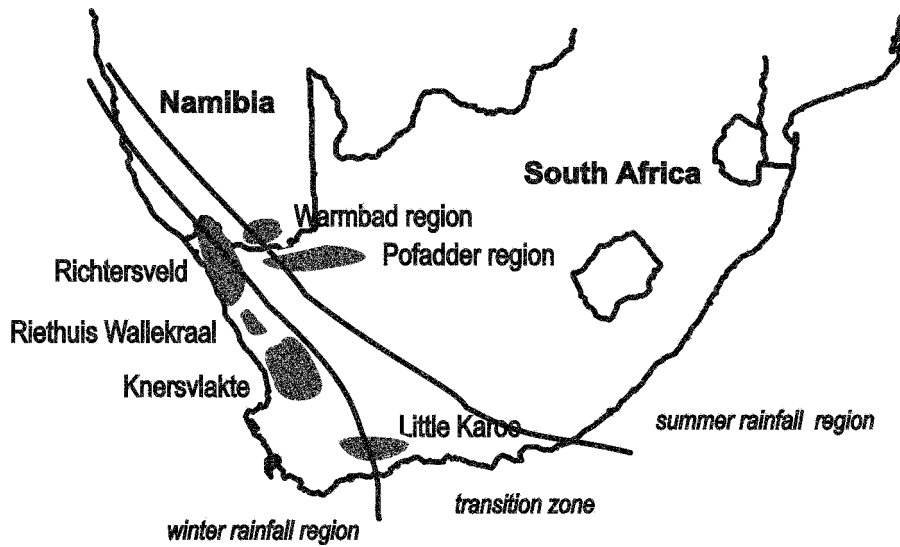 Namibia
South Africa
Warmbad region
Pofadder region
Richtersveld
Riethuis Wallekraal
Knersvlakte
Little Karoo
summer rainfall region
transition zone
winter rainfall region